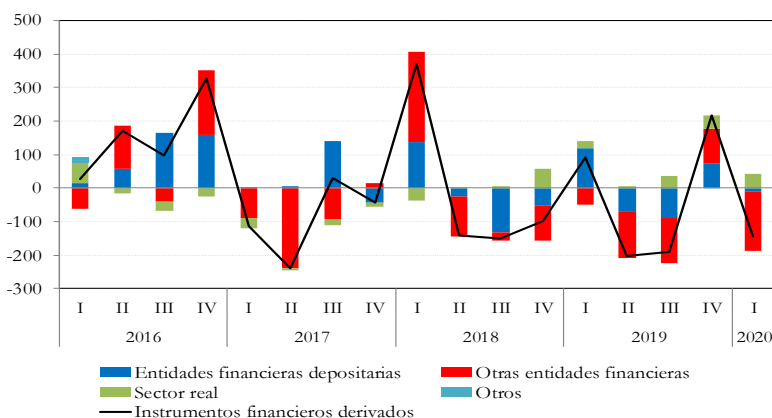 500
400
300
200
100
0
-100
-200
-300
I II III IV I II III IV I II III IV I II III IV I
2016 2017 2018 2019 2020
Entidades financieras depositarias Otras entidades financieras
Sector real Otros
Instrumentos financieros derivados